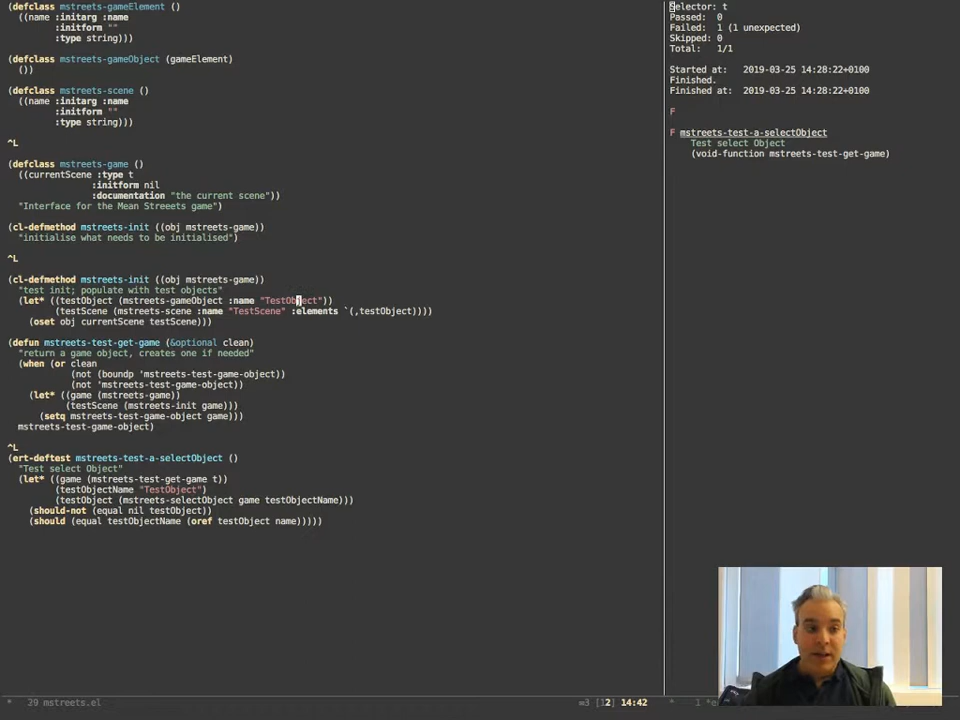 (defclass mstreets-gameElement ()
((name :initarg :name
:initform ""
:type string)))
(defclass mstreets-gameObject (gameElement)
())
(defclass mstreets-scene ()
((name :initarg :name
:initform ""
:type string)))
^L
(defclass mstreets-game ()
((currentScene :type t
:initform nil
:documentation "the current scene"))
"Interface for the Mean Streeets game")
(cl-defmethod mstreets-init ((obj mstreets-game))
"initialise what needs to be initialised")
^L
(cl-defmethod mstreets-init ((obj mstreets-game))
"test init; populate with test objects"
(let* ((testObject (mstreets-gameObject :name "TestObject"))
(testScene (mstreets-scene :name "TestScene" :elements `(,testObject))))
(oset obj currentScene testScene)))
(defun mstreets-test-get-game (&optional clean)
"return a game object, creates one if needed"
(when (or clean
(not (boundp 'mstreets-test-game-object))
(not 'mstreets-test-game-object))
(let* ((game (mstreets-game))
(testScene (mstreets-init game)))
(setq mstreets-test-game-object game)))
mstreets-test-game-object)
^L
(ert-deftest mstreets-test-a-selectObject ()
"Test select Object"
(let* ((game (mstreets-test-get-game t))
(testObjectName "TestObject")
(testObject (mstreets-selectObject game testObjectName)))
(should-not (equal nil testObject))
(should (equal testObjectName (oref testObject name)))))
* 29 mstreets.el ≡3 [12] 14:42
Selector: t
Passed: 0
Failed: 1 (1 unexpected)
Skipped: 0
Total: 1/1
Started at: 2019-03-25 14:28:22+0100
Finished.
Finished at: 2019-03-25 14:28:22+0100
F
F mstreets-test-a-selectObject
Test select Object
(void-function mstreets-test-get-game)
* 1